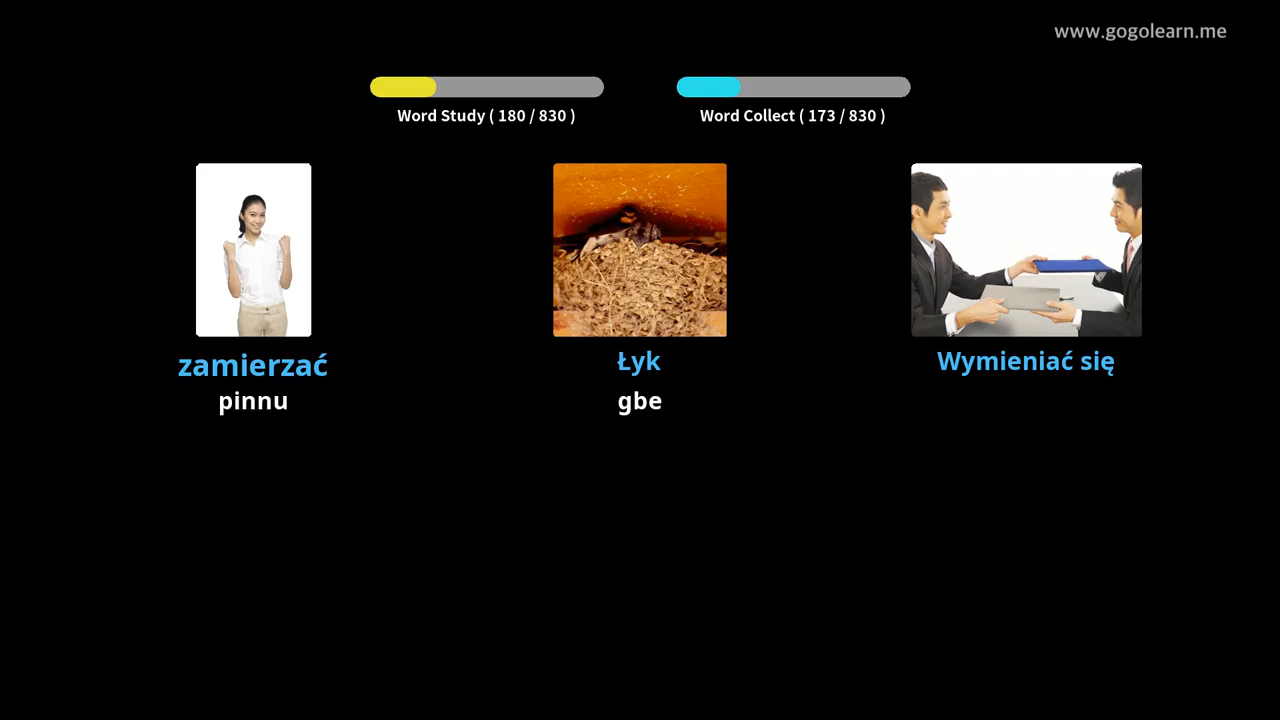 www.gogolearn.me
Word Study ( 180 / 830 )
Word Collect ( 173 / 830 )
zamierzać
pinnu
Łyk
gbe
Wymieniać się